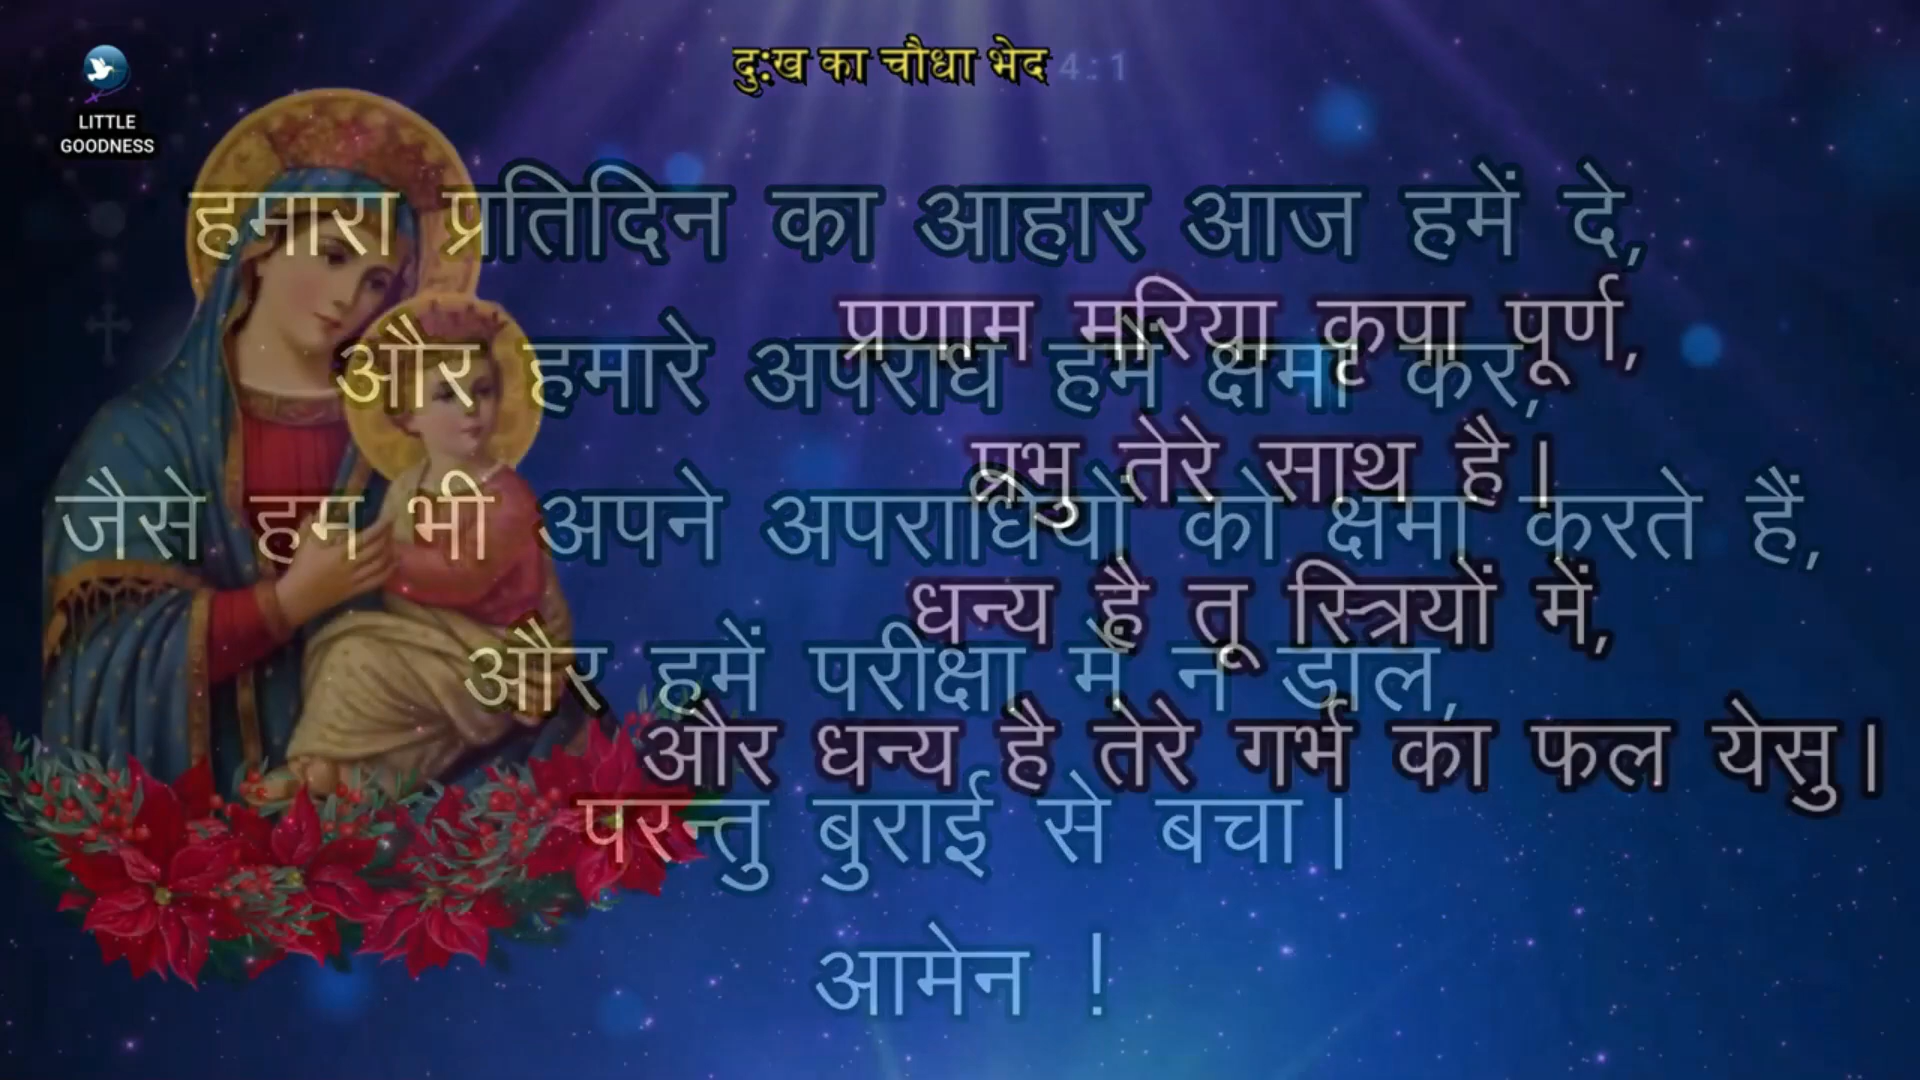 LITTLE
GOODNESS
दुःख का चौथा भेद 4:1
हमारा प्रतिदिन का आहार आज हमें दे,
और हमारे अपराध हमें क्षमा कर,
जैसे हम भी अपने अपराधियों को क्षमा करते हैं,
और हमें परीक्षा में न डाल,
परन्तु बुराई से बचा।
आमेन !
प्रणाम मरिया कृपा पूर्ण,
प्रभु तेरे साथ है।
धन्य है तू स्त्रियों में,
और धन्य है तेरे गर्भ का फल येसु।